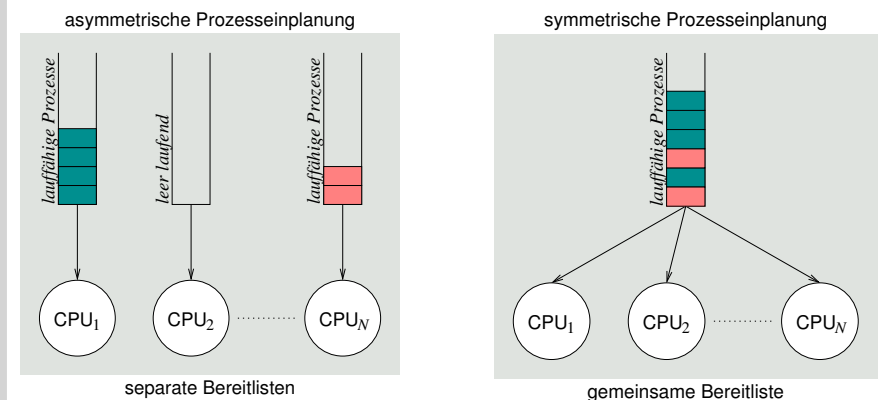 asymmetrische Prozesseinplanung
lauffähige Prozesse
leer laufend
lauffähige Prozesse
CPU1
CPU2
CPUN
separate Bereitlisten
symmetrische Prozesseinplanung
lauffähige Prozesse
CPU1
CPU2
CPUN
gemeinsame Bereitliste